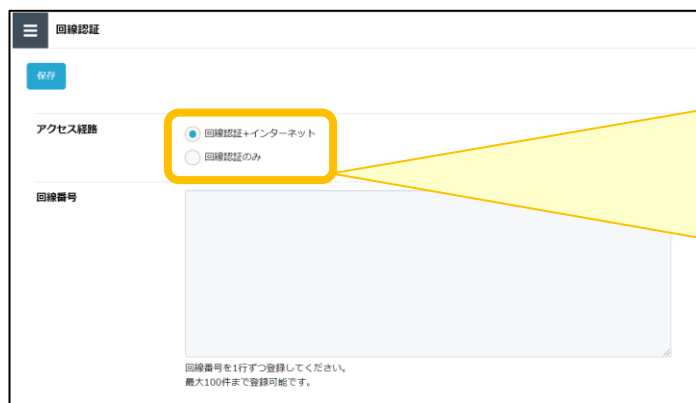 回線認証
保存
アクセス経路
回線認証+インターネット
回線認証のみ
回線番号
回線番号を1行ずつ登録してください。
最大100件まで登録可能です。